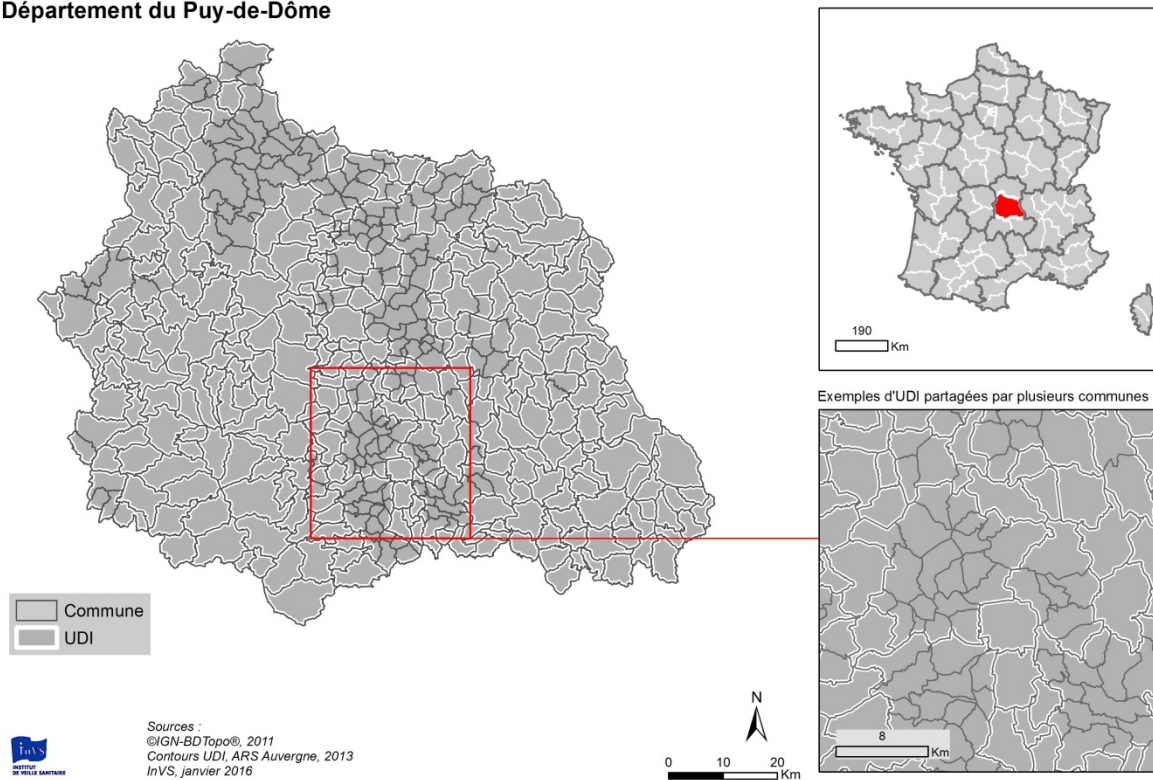 Département du Puy-de-Dôme
190
Km
Exemples d'UDI partagées par plusieurs communes
Commune
UDI
8
Km
InVS
INSTITUT
DE VEILLE SANITAIRE
Sources :
©IGN-BDTopo®, 2011
Contours UDI, ARS Auvergne, 2013
InVS, janvier 2016
N
0 10 20
Km